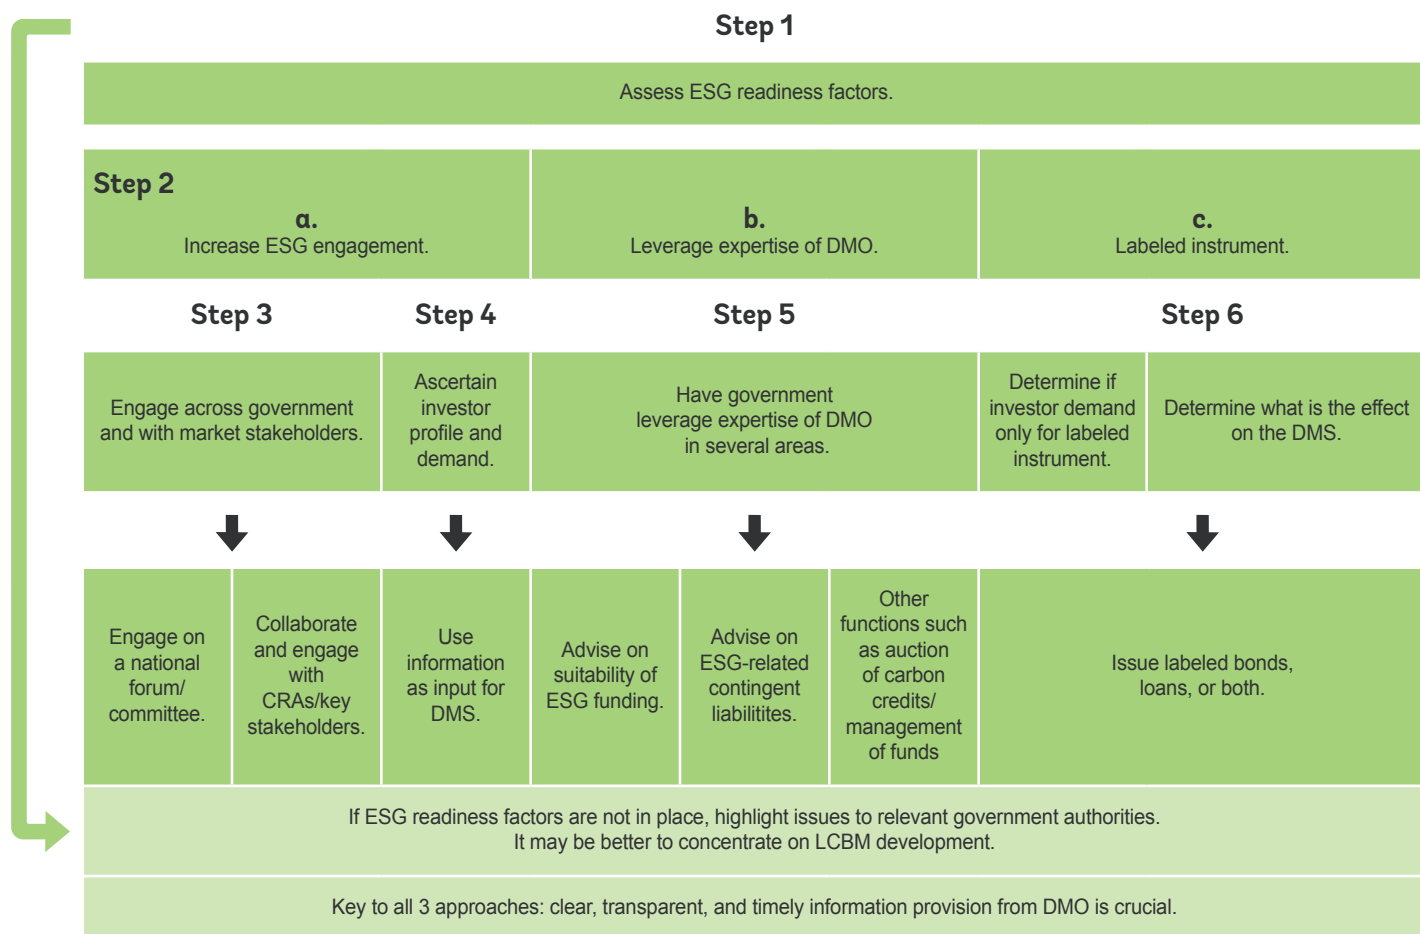 Step 1
Assess ESG readiness factors.
Step 2
a.
Increase ESG engagement.
b.
Leverage expertise of DMO.
c.
Labeled instrument.
Step 3
Step 4
Step 5
Step 6
Engage across government
and with market stakeholders.
Ascertain
investor
profile and
demand.
Have government
leverage expertise of DMO
in several areas.
Determine if
investor demand
only for labeled
instrument.
Determine what is the effect
on the DMS.
Engage on
a national
forum/
committee.
Collaborate
and engage
with
CRAs/key
stakeholders.
Use
information
as input for
DMS.
Advise on
suitability of
ESG funding.
Advise on
ESG-related
contingent
liabilitites.
Other
functions such
as auction
of carbon
credits/
management
of funds
Issue labeled bonds,
loans, or both.
If ESG readiness factors are not in place, highlight issues to relevant government authorities.
It may be better to concentrate on LCBM development.
Key to all 3 approaches: clear, transparent, and timely information provision from DMO is crucial.